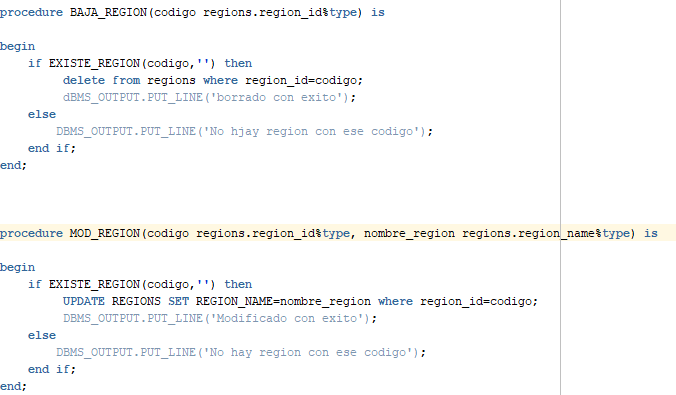 procedure BAJA_REGION(codigo regions.region_id%type) is
begin
if EXISTE_REGION(codigo,'') then
delete from regions where region_id=codigo;
dBMS_OUTPUT.PUT_LINE('borrado con exito');
else
DBMS_OUTPUT.PUT_LINE('No hjay region con ese codigo');
end if;
end;
procedure MOD_REGION(codigo regions.region_id%type, nombre_region regions.region_name%type) is
begin
if EXISTE_REGION(codigo,'') then
UPDATE REGIONS SET REGION_NAME=nombre_region where region_id=codigo;
DBMS_OUTPUT.PUT_LINE('Modificado con exito');
else
DBMS_OUTPUT.PUT_LINE('No hay region con ese codigo');
end if;
end;